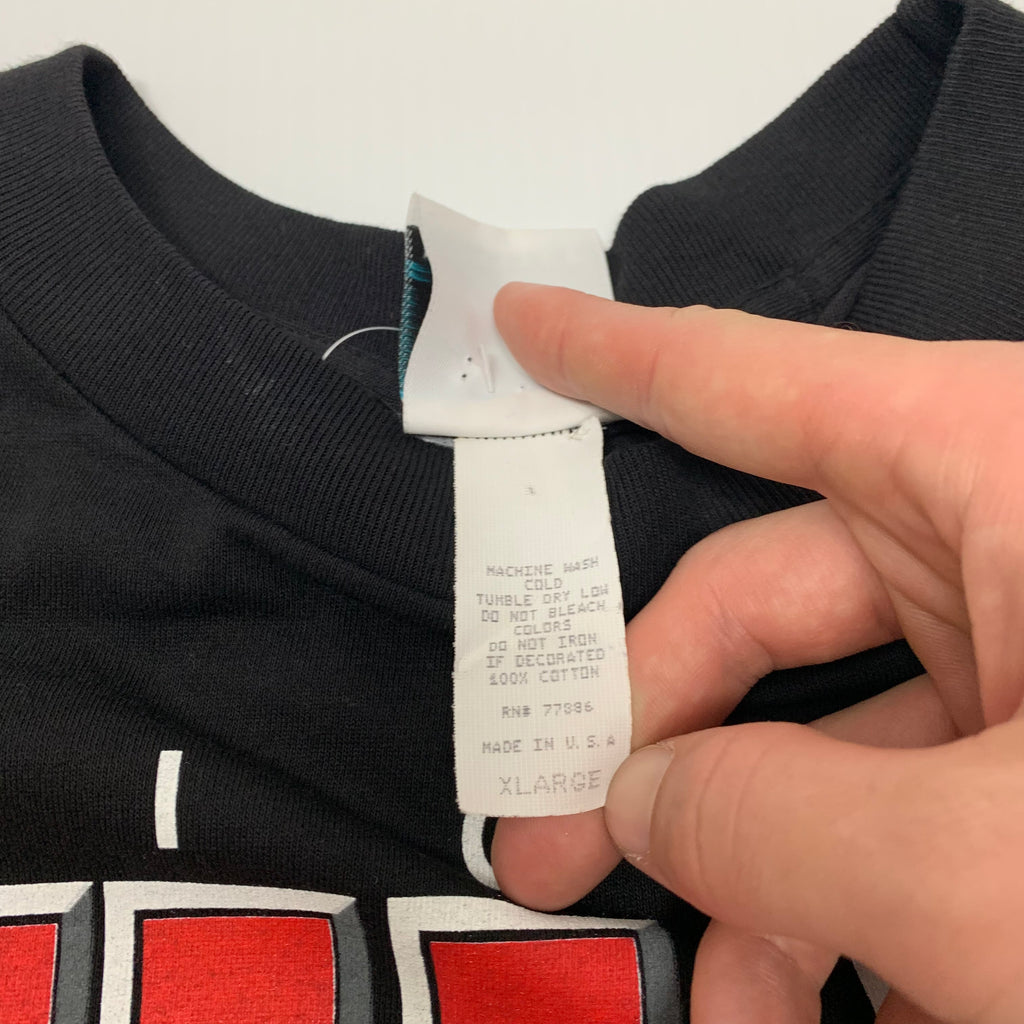 MACHINE WASH
COLD
TUMBLE DRY LOW
DO NOT BLEACH
COLORS
DO NOT IRON
IF DECORATED
100% COTTON
RN# 77886
MADE IN U.S.A
XLARGE